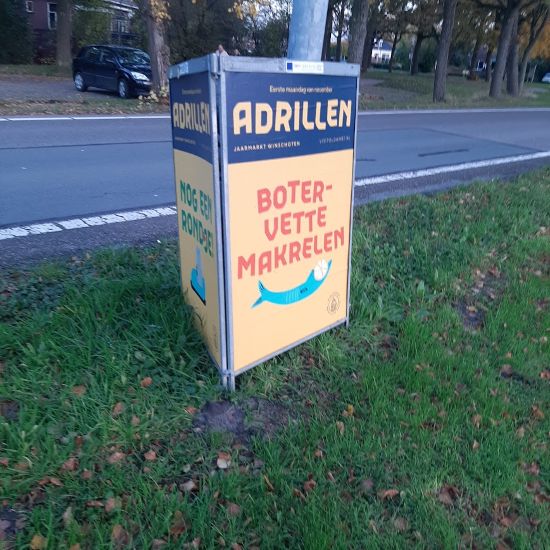 Eerste maandag van november
ADRILLEN
JAARMARKT WINSCHOTEN
BOTER-
VETTE
MAKRELEN
ADRILLEN
NOG EEN
RONDJE!